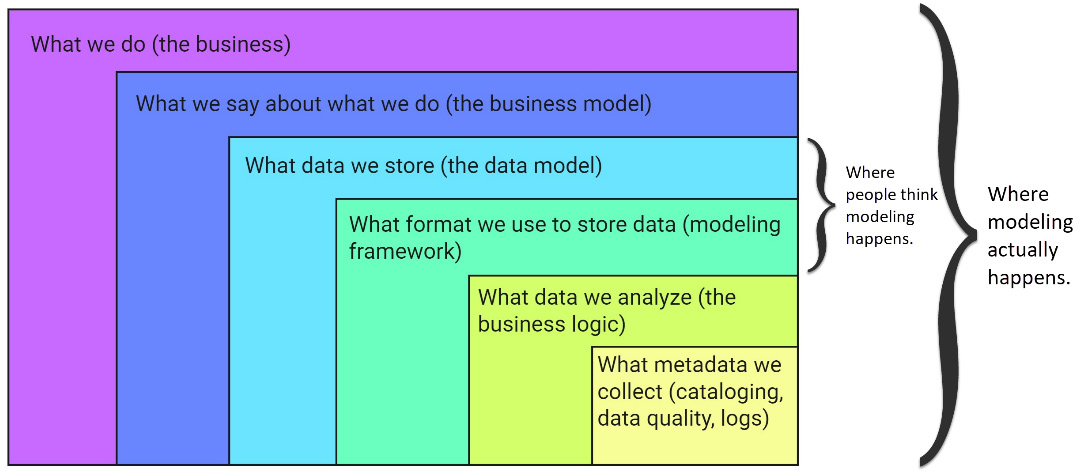 What we do (the business)
What we say about what we do (the business model)
What data we store (the data model)
What format we use to store data (modeling
framework)
What data we analyze (the
business logic)
What metadata we
collect (cataloging,
data quality, logs)
Where
people think
modeling
happens.
Where
modeling
actually
happens.